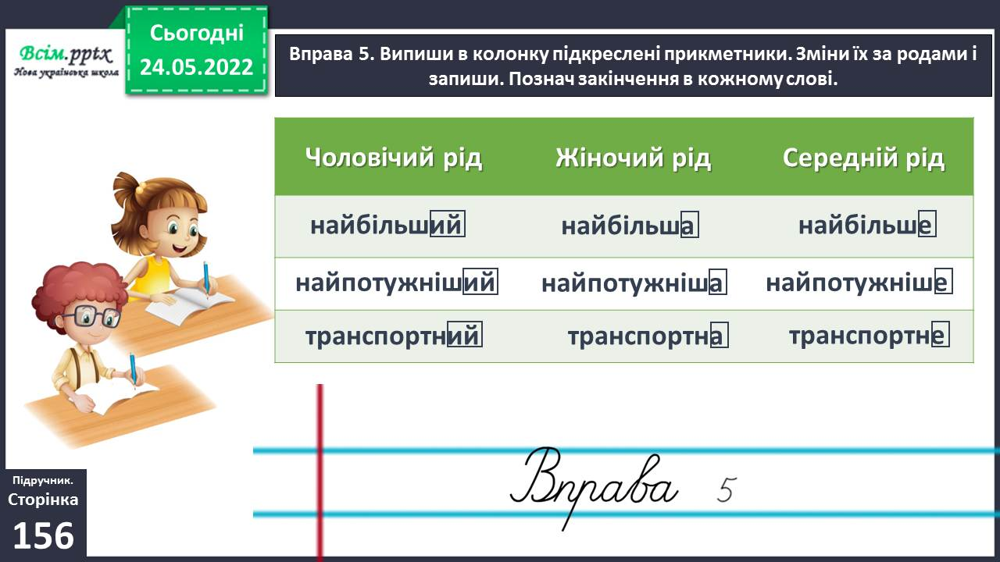 Всім.pptx
Нова українська школа
Сьогодні
24.05.2022
Вправа 5. Випиши в колонку підкреслені прикметники. Зміни їх за родами і
запиши. Познач закінчення в кожному слові.
Чоловічий рід Жіночий рід Середній рід
найбільший найбільша найбільше
найпотужніший найпотужніша найпотужніше
транспортний транспортна транспортне
Вправа 5
Підручник.
Сторінка
156